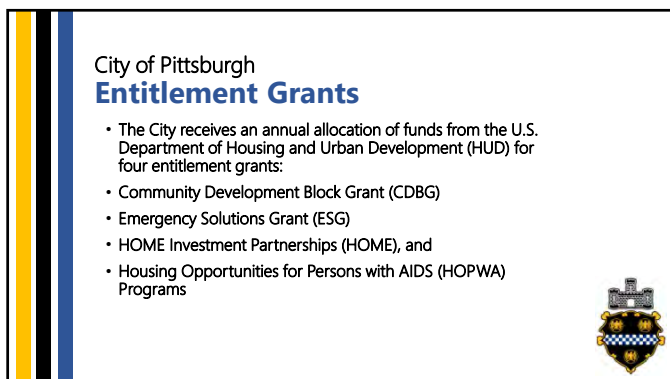 City of Pittsburgh
Entitlement Grants
• The City receives an annual allocation of funds from the U.S.
Department of Housing and Urban Development (HUD) for
four entitlement grants:
• Community Development Block Grant (CDBG)
• Emergency Solutions Grant (ESG)
• HOME Investment Partnerships (HOME), and
• Housing Opportunities for Persons with AIDS (HOPWA)
Programs